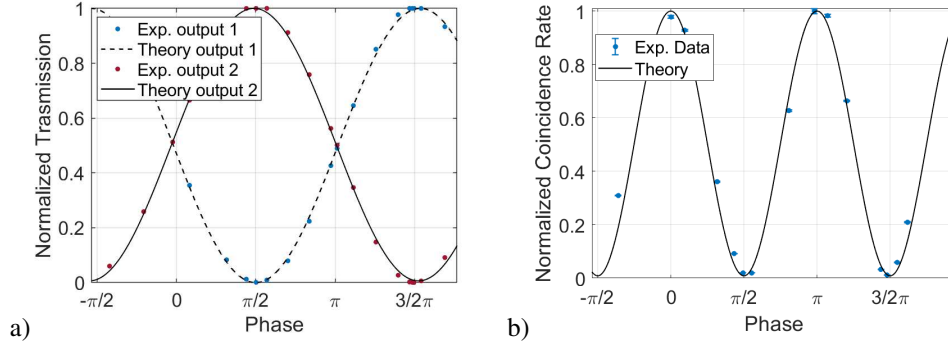 Normalized Trasmission
1
0.8
0.6
0.4
0.2
0
Exp. output 1
Theory output 1
Exp. output 2
Theory output 2
-π/2
0
π/2
π
3/2π
Phase
a)
Normalized Coincidence Rate
1
0.8
0.6
0.4
0.2
0
Exp. Data
Theory
-π/2
0
π/2
π
3/2π
Phase
b)